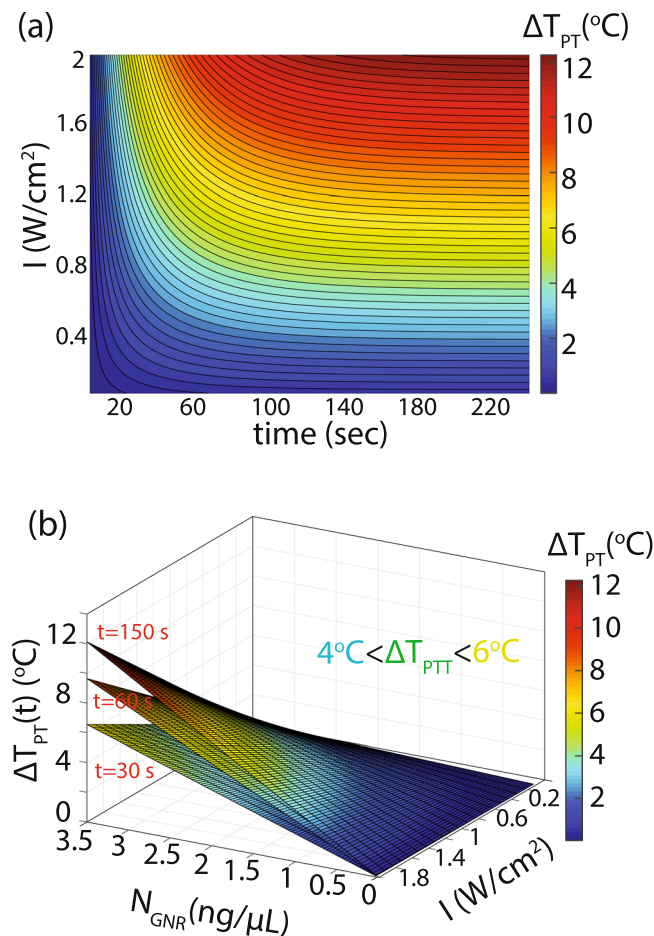 (a)
ΔT_PT(°C)
2
1.6
1.2
0.8
0.4
I (W/cm²)
20 60 100 140 180 220
time (sec)
12
10
8
6
4
2
(b)
ΔT_PT(°C)
12
8
4
0
ΔT_PT(t) (°C)
t=150 s
t=60 s
t=30 s
4°C<ΔT_PTT<6°C
3.5 3 2.5 2 1.5 1 0.5 0
N_GNR(ng/μL)
1.8 1.4 1 0.6 0.2
I (W/cm²)
12
10
8
6
4
2